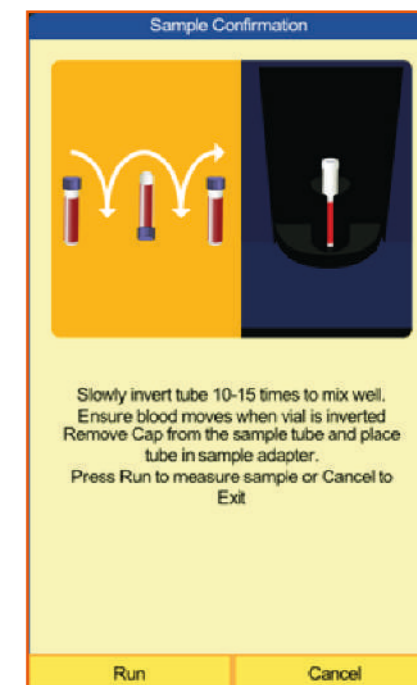 Sample Confirmation
Slowly invert tube 10-15 times to mix well.
Ensure blood moves when vial is inverted
Remove Cap from the sample tube and place
tube in sample adapter.
Press Run to measure sample or Cancel to
Exit
Run
Cancel